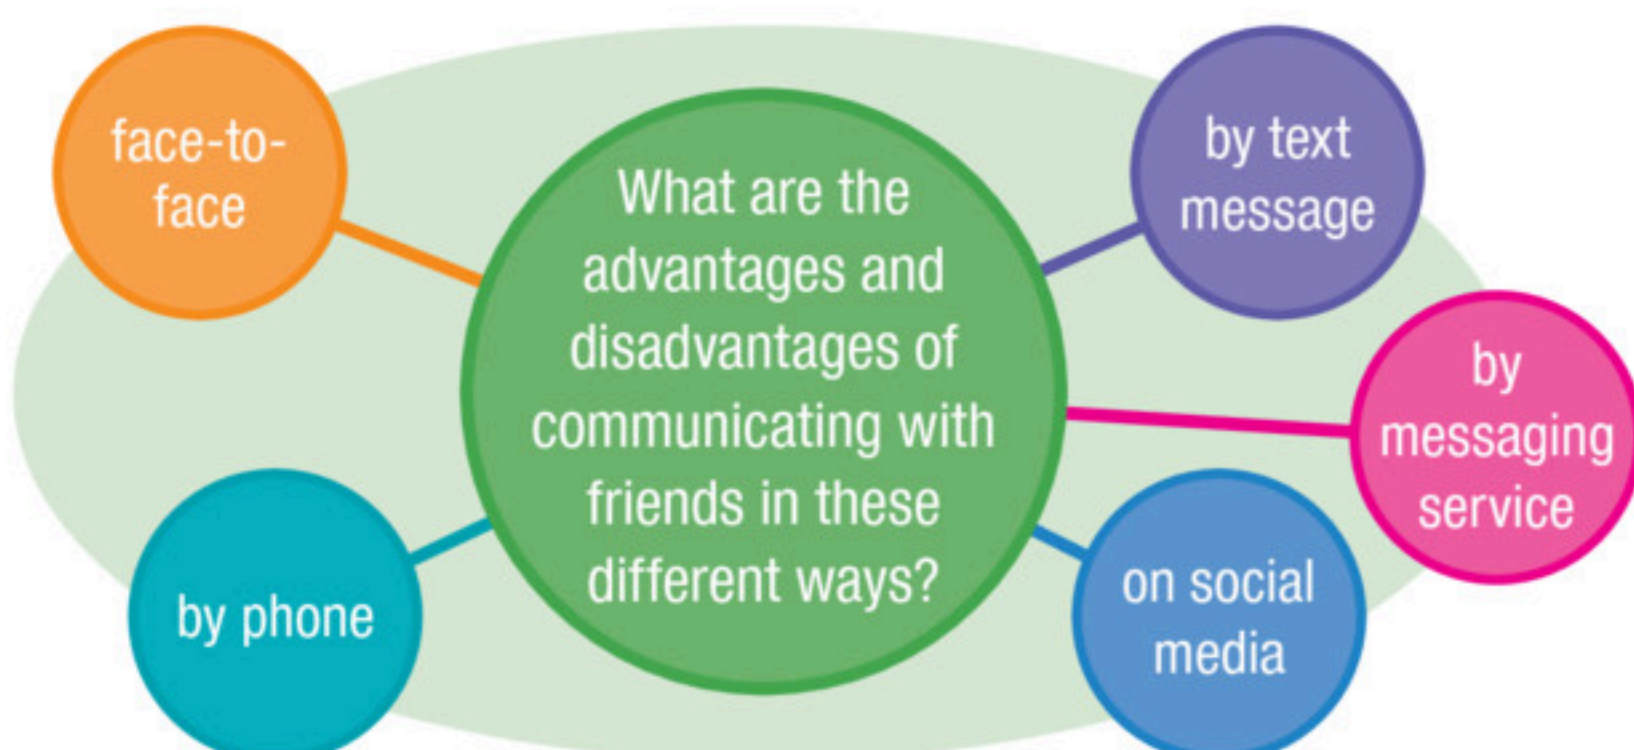 face-to-
face
What are the
advantages and
disadvantages of
communicating with
friends in these
different ways?
by text
message
by
messaging
service
by phone
on social
media